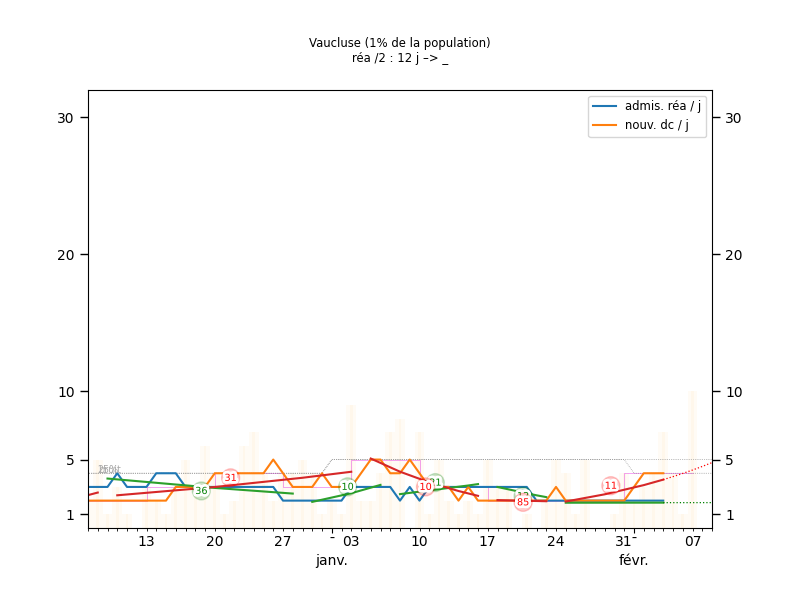 Vaucluse (1% de la population)
réa /2 : 12 j –> _
admis. réa / j
nouv. dc / j
30 30
20 20
10 10
5 5
1 1
31
36
10
10
85
11
13 20 27 03 10 17 24 31 07
janv. févr.